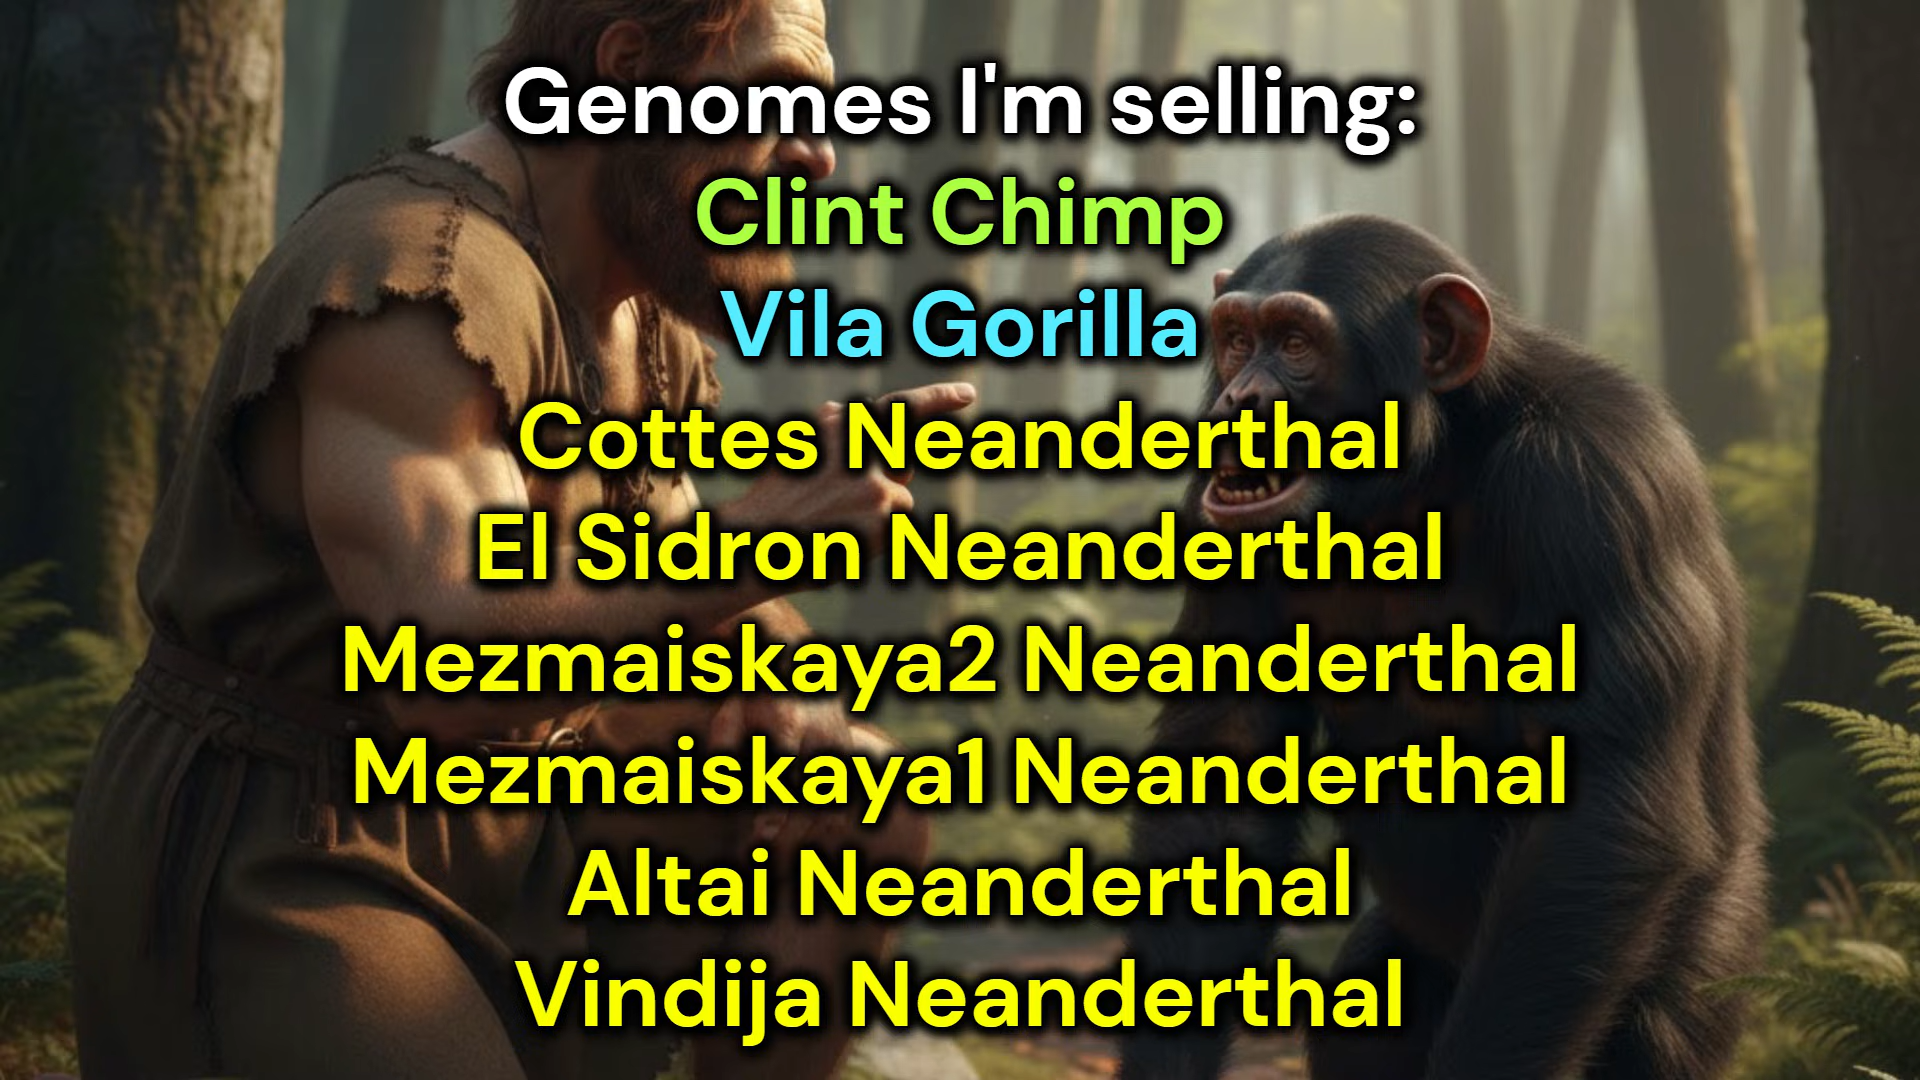 Genomes I'm selling:
Clint Chimp
Vila Gorilla
Cottes Neanderthal
El Sidron Neanderthal
Mezmaiskaya2 Neanderthal
Mezmaiskaya1 Neanderthal
Altai Neanderthal
Vindija Neanderthal